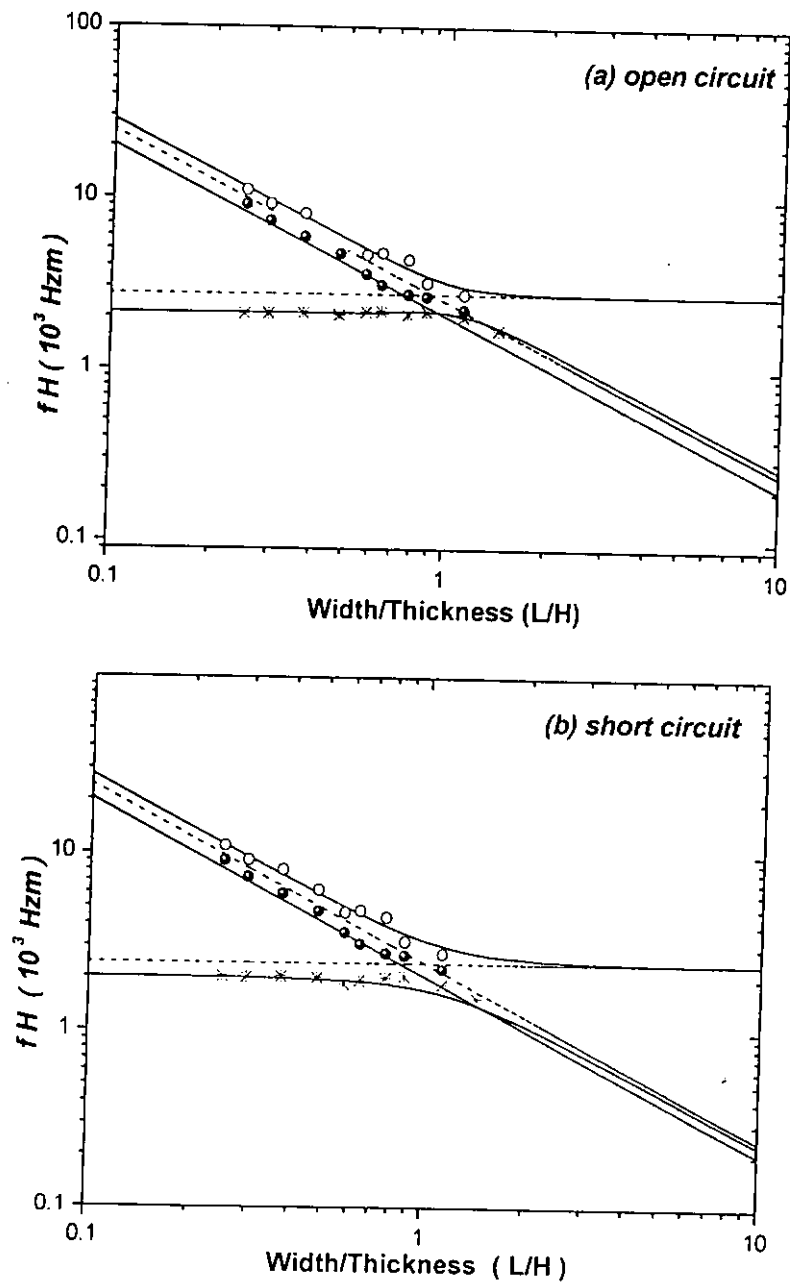 100
(a) open circuit
10
f H ( 10³ Hzm )
1
0.1
0.1
1
10
Width/Thickness (L/H)
(b) short circuit
10
f H ( 10³ Hzm)
1
0.1
0.1
1
10
Width/Thickness ( L/H )